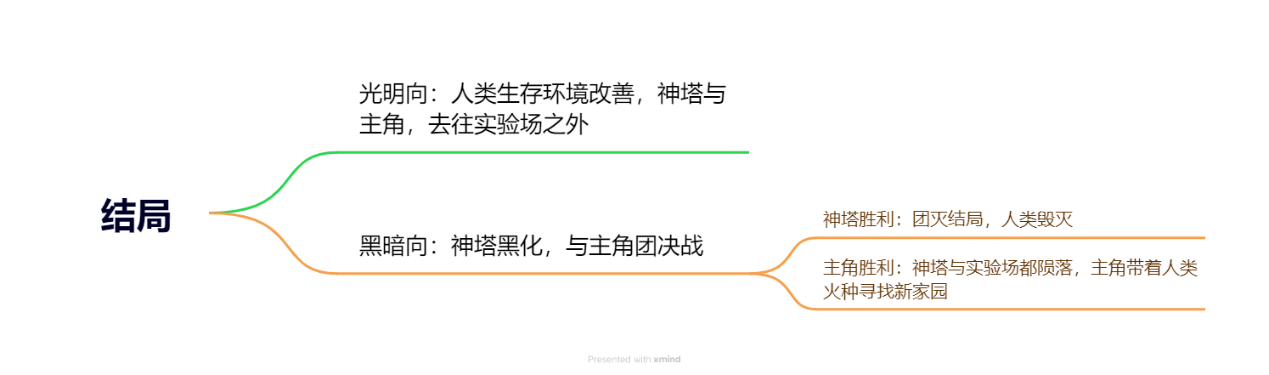 光明向：人类生存环境改善，神塔与
主角，去往实验场之外
结局
黑暗向：神塔黑化，与主角团决战
神塔胜利：团灭结局，人类毁灭
主角胜利：神塔与实验场都陨落，主角带着人类
火种寻找新家园
Presented with xmind